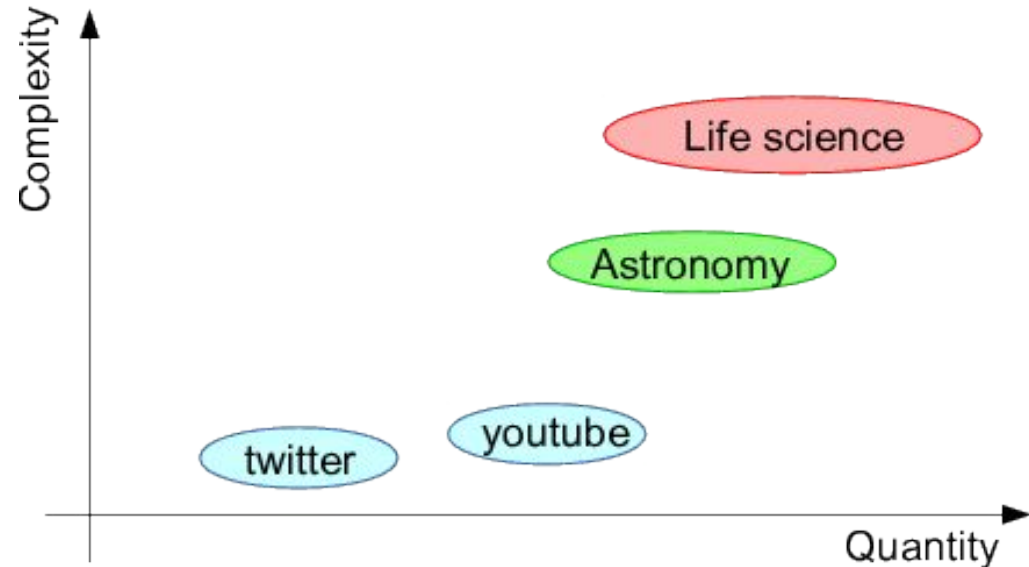 Complexity
Life science
Astronomy
youtube
twitter
Quantity